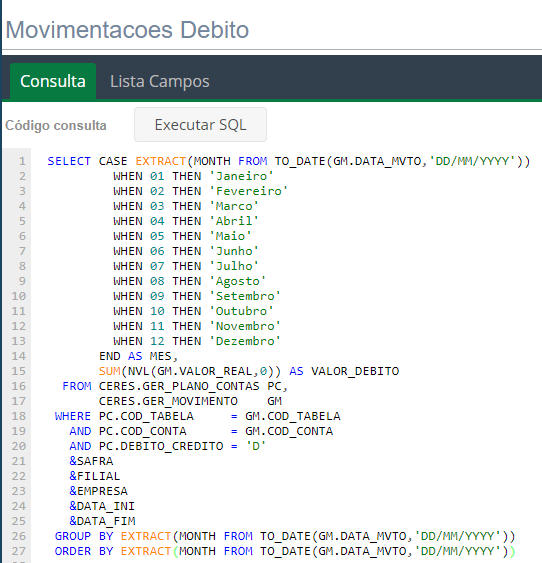 Movimentacoes Debito
Consulta Lista Campos
Código consulta Executar SQL
1 SELECT CASE EXTRACT(MONTH FROM TO_DATE(GM.DATA_MVTO,'DD/MM/YYYY'))
2 WHEN 01 THEN 'Janeiro'
3 WHEN 02 THEN 'Fevereiro'
4 WHEN 03 THEN 'Marco'
5 WHEN 04 THEN 'Abril'
6 WHEN 05 THEN 'Maio'
7 WHEN 06 THEN 'Junho'
8 WHEN 07 THEN 'Julho'
9 WHEN 08 THEN 'Agosto'
10 WHEN 09 THEN 'Setembro'
11 WHEN 10 THEN 'Outubro'
12 WHEN 11 THEN 'Novembro'
13 WHEN 12 THEN 'Dezembro'
14 END AS MES,
15 SUM(NVL(GM.VALOR_REAL,0)) AS VALOR_DEBITO
16 FROM CERES.GER_PLANO_CONTAS PC,
17 CERES.GER_MOVIMENTO GM
18 WHERE PC.COD_TABELA = GM.COD_TABELA
19 AND PC.COD_CONTA = GM.COD_CONTA
20 AND PC.DEBITO_CREDITO = 'D'
21 &SAFRA
22 &FILIAL
23 &EMPRESA
24 &DATA_INI
25 &DATA_FIM
26 GROUP BY EXTRACT(MONTH FROM TO_DATE(GM.DATA_MVTO,'DD/MM/YYYY'))
27 ORDER BY EXTRACT(MONTH FROM TO_DATE(GM.DATA_MVTO,'DD/MM/YYYY'))